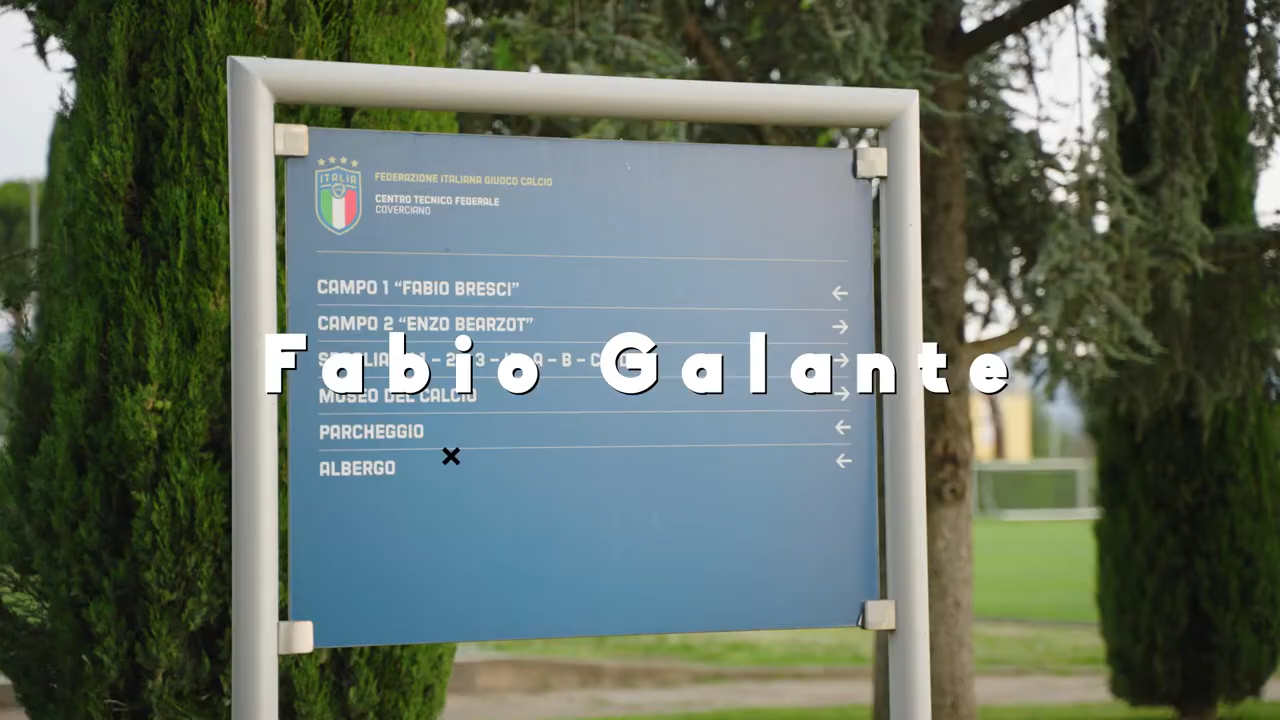 ITALIA
FEDERAZIONE ITALIANA GIUOCO CALCIO
CENTRO TECNICO FEDERALE
COVERCIANO
CAMPO 1 “FABIO BRESCI” ←
CAMPO 2 “ENZO BEARZOT” →
Fabio Galante
MUSEO DEL CALCIO →
PARCHEGGIO ←
ALBERGO ←